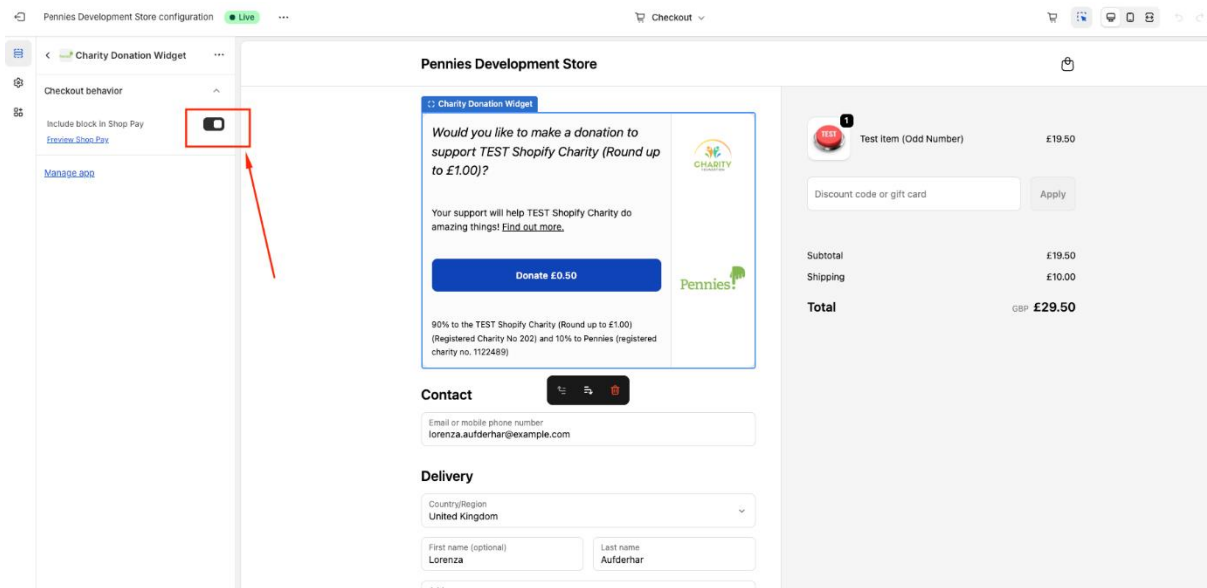 Pennies Development Store configuration
Live
Checkout
Charity Donation Widget
Checkout behavior
Include block in Shop Pay
Preview Shop Pay
Manage app
Pennies Development Store
Charity Donation Widget
Would you like to make a donation to
support TEST Shopify Charity (Round up
to £1.00)?
CHARITY
Your support will help TEST Shopify Charity do
amazing things! Find out more.
Donate £0.50
Pennies
90% to the TEST Shopify Charity (Round up to £1.00)
(Registered Charity No 202) and 10% to Pennies (registered
charity no. 1122489)
Contact
Email or mobile phone number
lorenza.aufderhar@example.com
Delivery
Country/Region
United Kingdom
First name (optional)
Lorenza
Last name
Aufderhar
TEST
1
Test item (Odd Number)
£19.50
Discount code or gift card
Apply
Subtotal
£19.50
Shipping
£10.00
Total
GBP £29.50